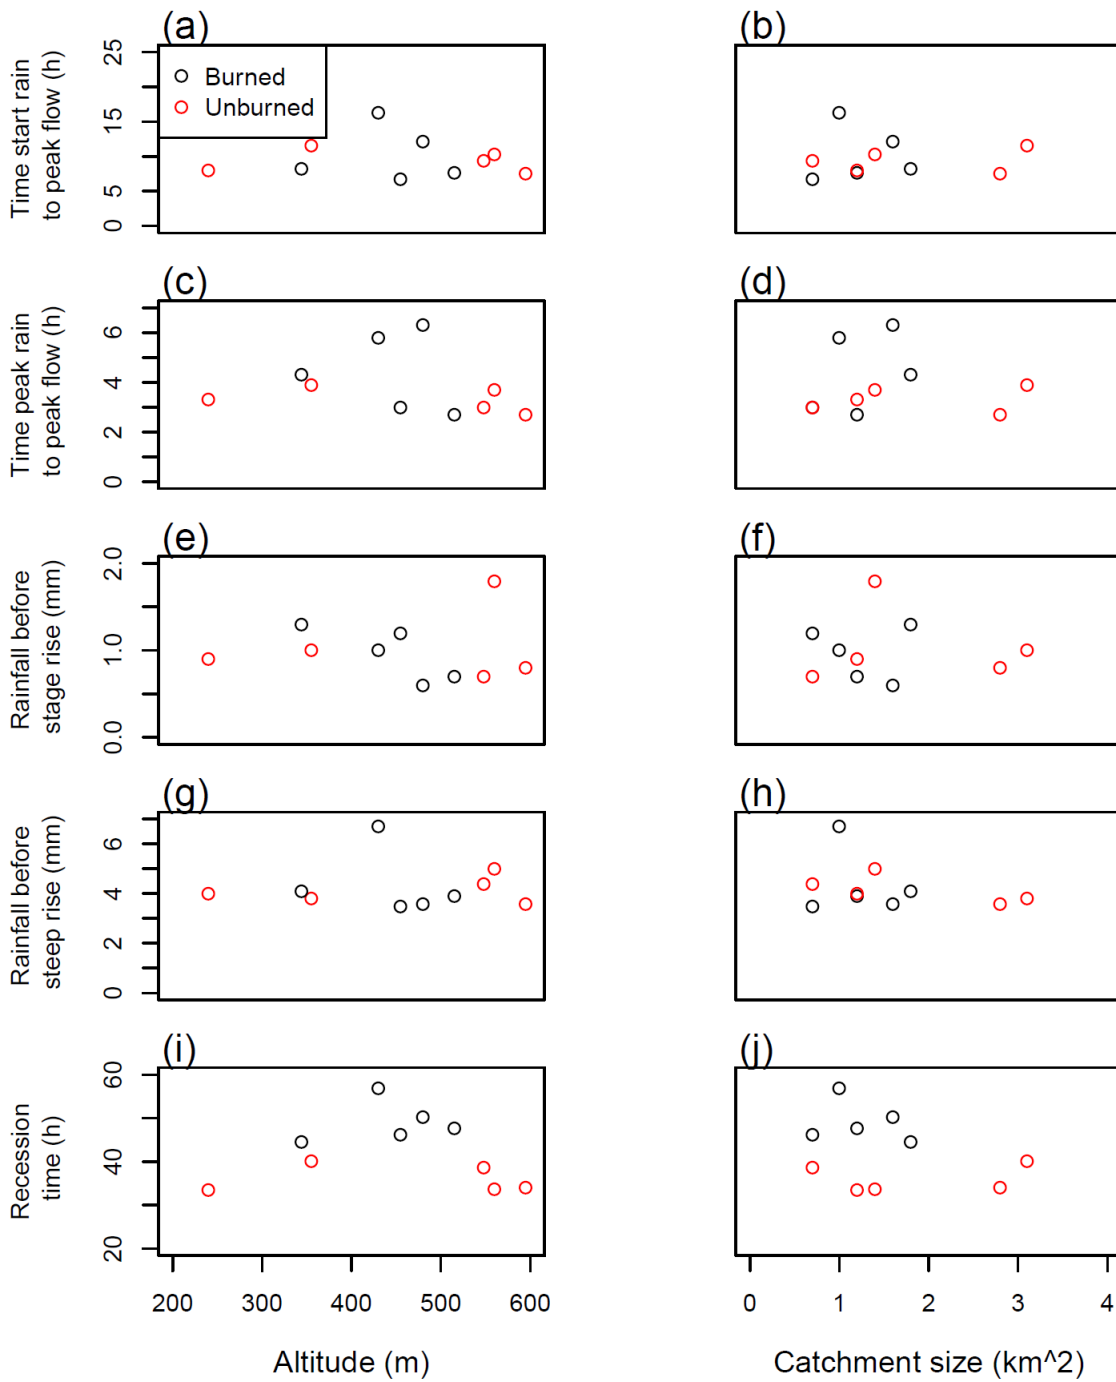 (a)
(b)
Time start rain
to peak flow (h)
25
15
5
0
Burned
Unburned
(c)
(d)
Time peak rain
to peak flow (h)
6
4
2
0
(e)
(f)
Rainfall before
stage rise (mm)
2.0
1.0
0.0
(g)
(h)
Rainfall before
steep rise (mm)
6
4
2
0
(i)
(j)
Recession
time (h)
60
40
20
200 300 400 500 600
0 1 2 3 4
Altitude (m)
Catchment size (km^2)